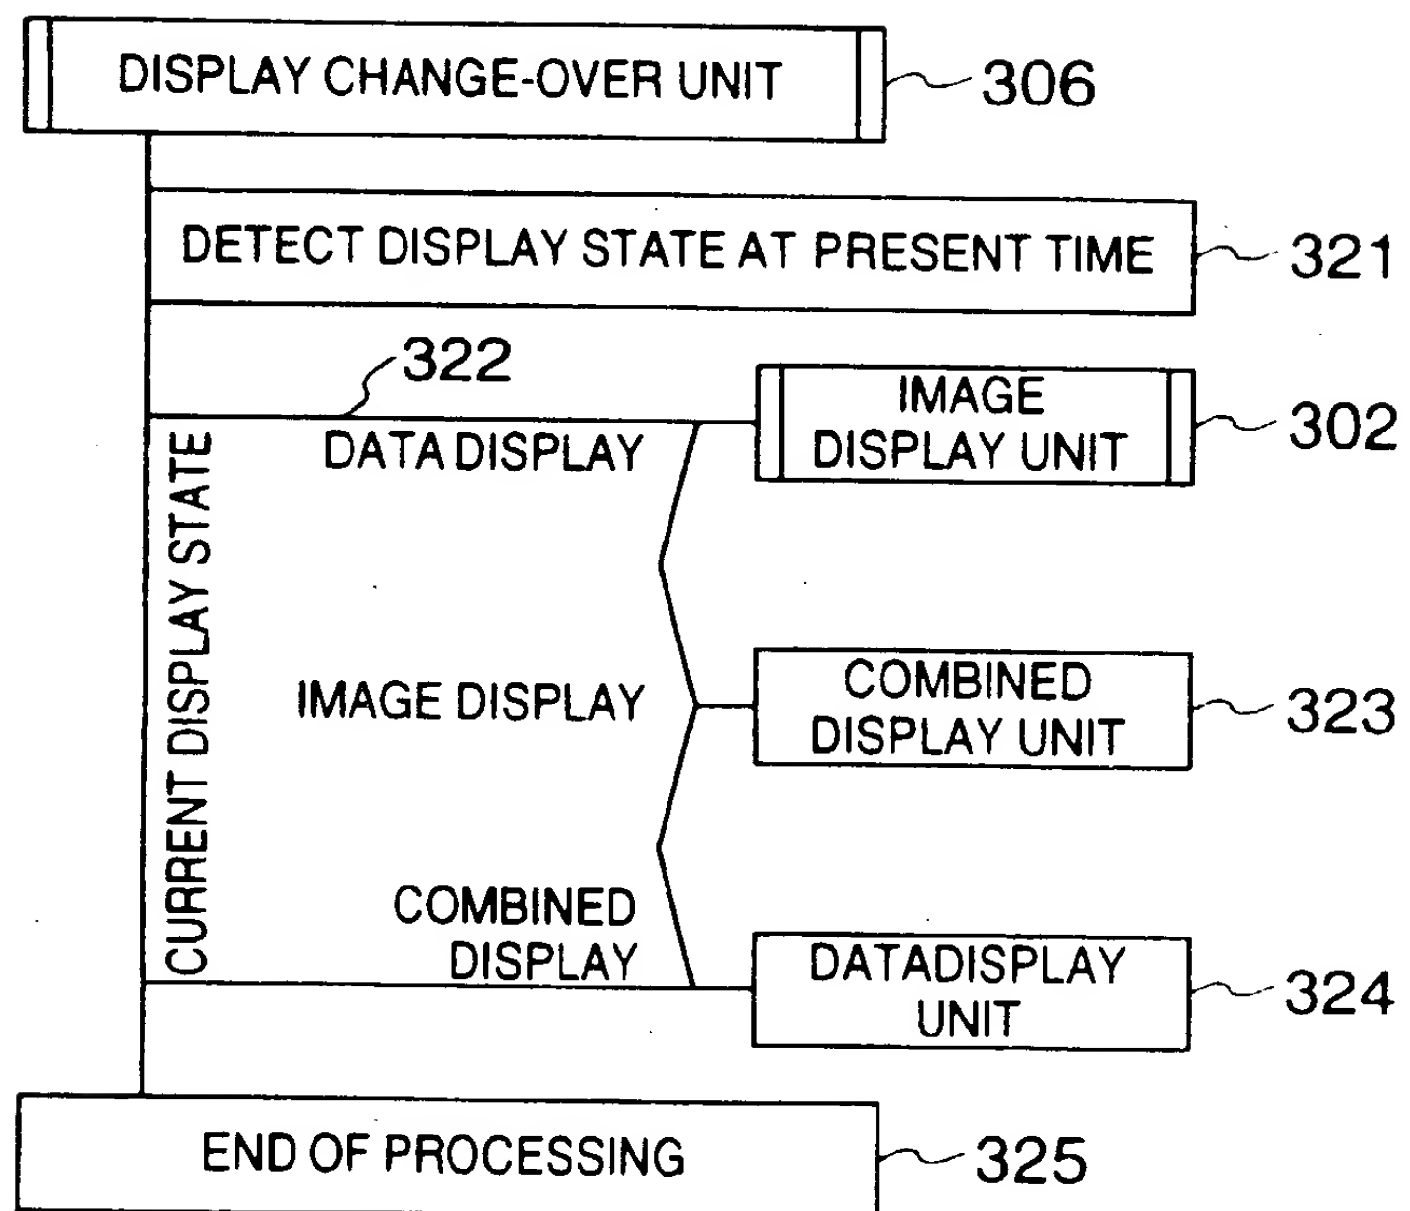 DISPLAY CHANGE-OVER UNIT
306
DETECT DISPLAY STATE AT PRESENT TIME
321
322
CURRENT DISPLAY STATE
DATA DISPLAY
IMAGE
DISPLAY UNIT
302
IMAGE DISPLAY
COMBINED
DISPLAY UNIT
323
COMBINED
DISPLAY
DATADISPLAY
UNIT
324
END OF PROCESSING
325